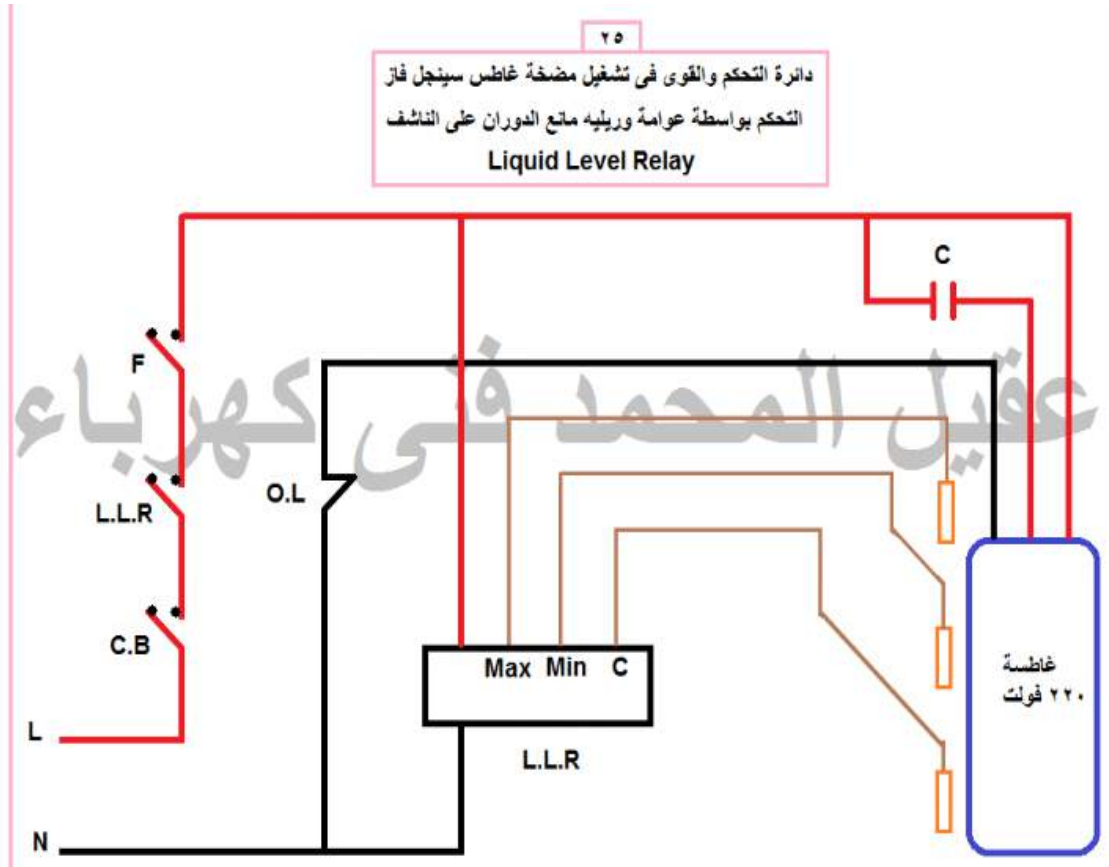 ٢٥
دائرة التحكم والقوى فى تشغيل مضخة غاطس سينجل فاز
التحكم بواسطة عوامة وريليه مانع الدوران على الناشف
Liquid Level Relay
C
F
عقيل المحمد فنى كهرباء
O.L
L.L.R
C.B
Max Min C
غاطسة
٢٢٠ فولت
L
L.L.R
N